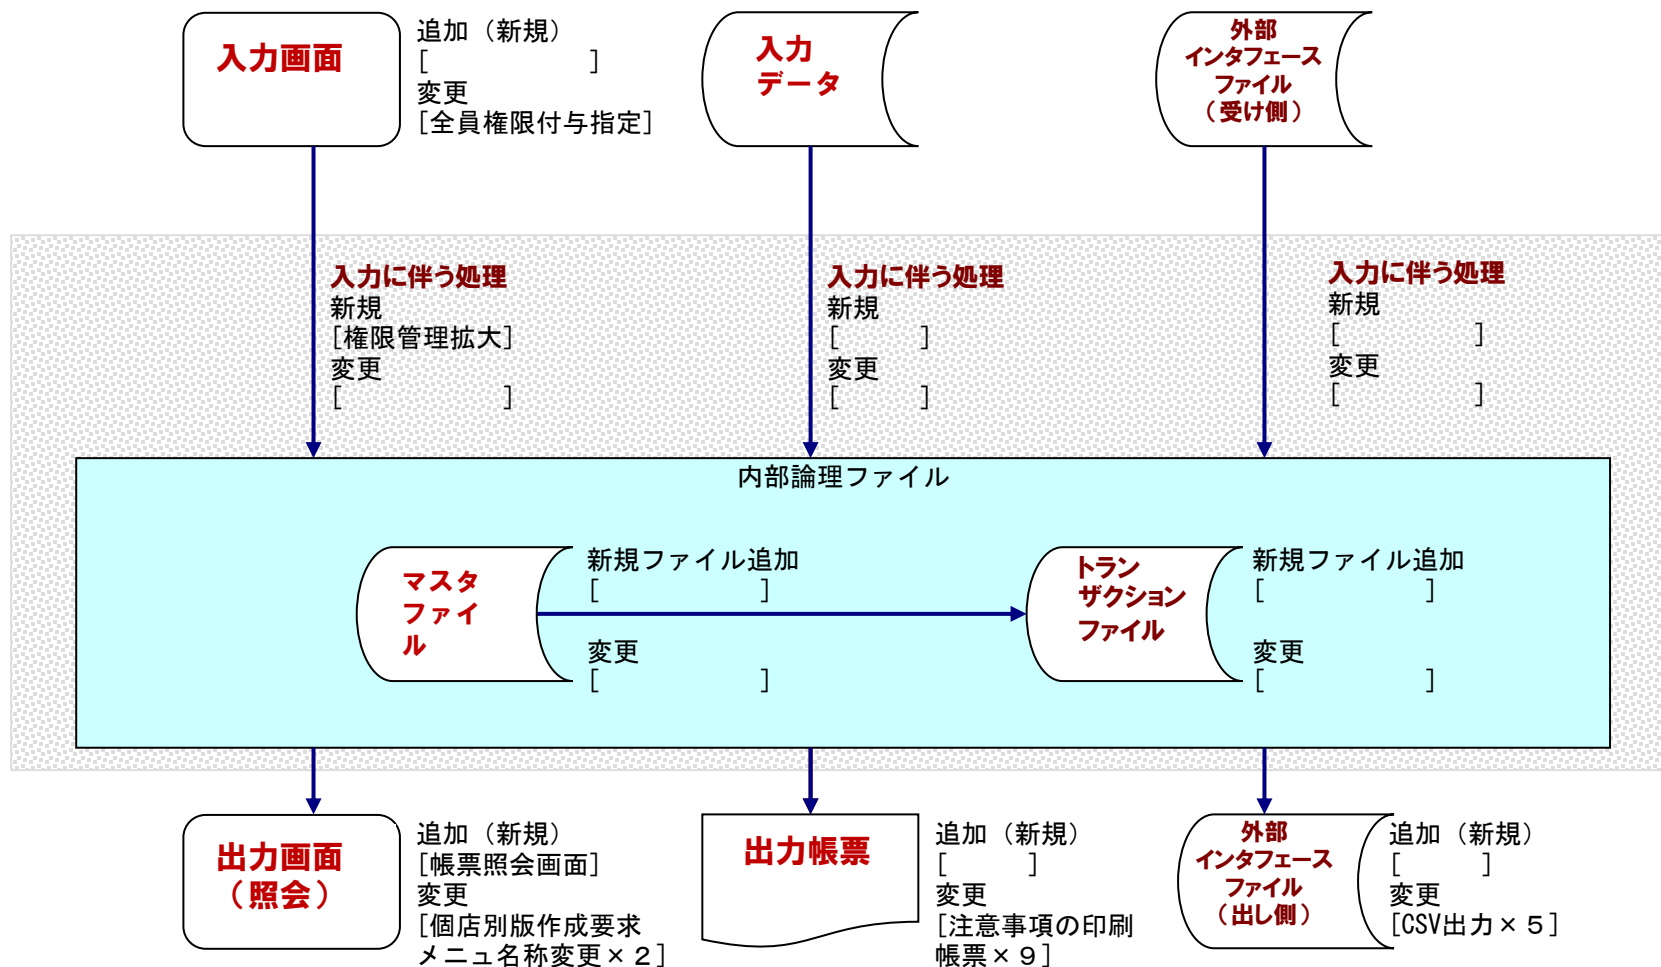 入力画面
追加（新規）
[　　　　　　]
変更
[全員権限付与指定]
入力
データ
外部
インタフェース
ファイル
（受け側）
入力に伴う処理
新規
[権限管理拡大]
変更
[　　　　　　]
入力に伴う処理
新規
[　　　]
変更
[　　　]
入力に伴う処理
新規
[　　　　　]
変更
[　　　　　]
内部論理ファイル
マスタ
ファイ
ル
新規ファイル追加
[　　　　　　]
変更
[　　　　　　]
トラン
ザクション
ファイル
新規ファイル追加
[　　　　　　]
変更
[　　　　　　]
出力画面
（照会）
追加（新規）
[帳票照会画面]
変更
[個店別版作成要求
メニュ名称変更×２]
出力帳票
追加（新規）
[　　　]
変更
[注意事項の印刷
帳票×９]
外部
インタフェース
ファイル
（出し側）
追加（新規）
[　　　]
変更
[CSV出力×５]